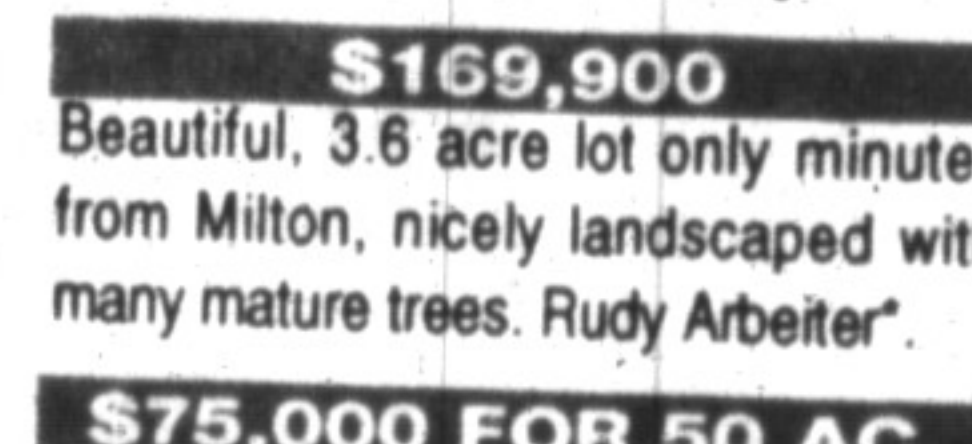 $169,900
Beautiful, 3.6 acre lot only minute
from Milton, nicely landscaped wit
many mature trees. Rudy Arbeiter*.
$75,000 FOR 50 AC